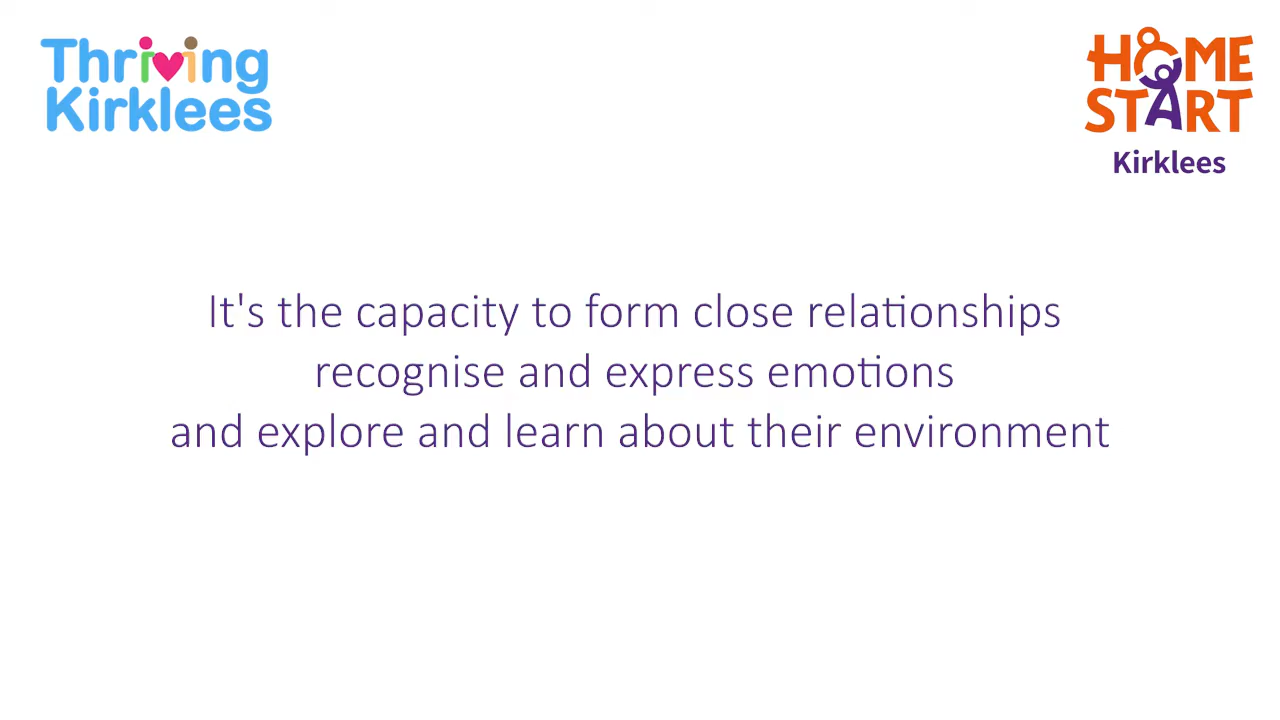 Thriving
Kirklees
HOME
START
Kirklees
It's the capacity to form close relationships
recognise and express emotions
and explore and learn about their environment